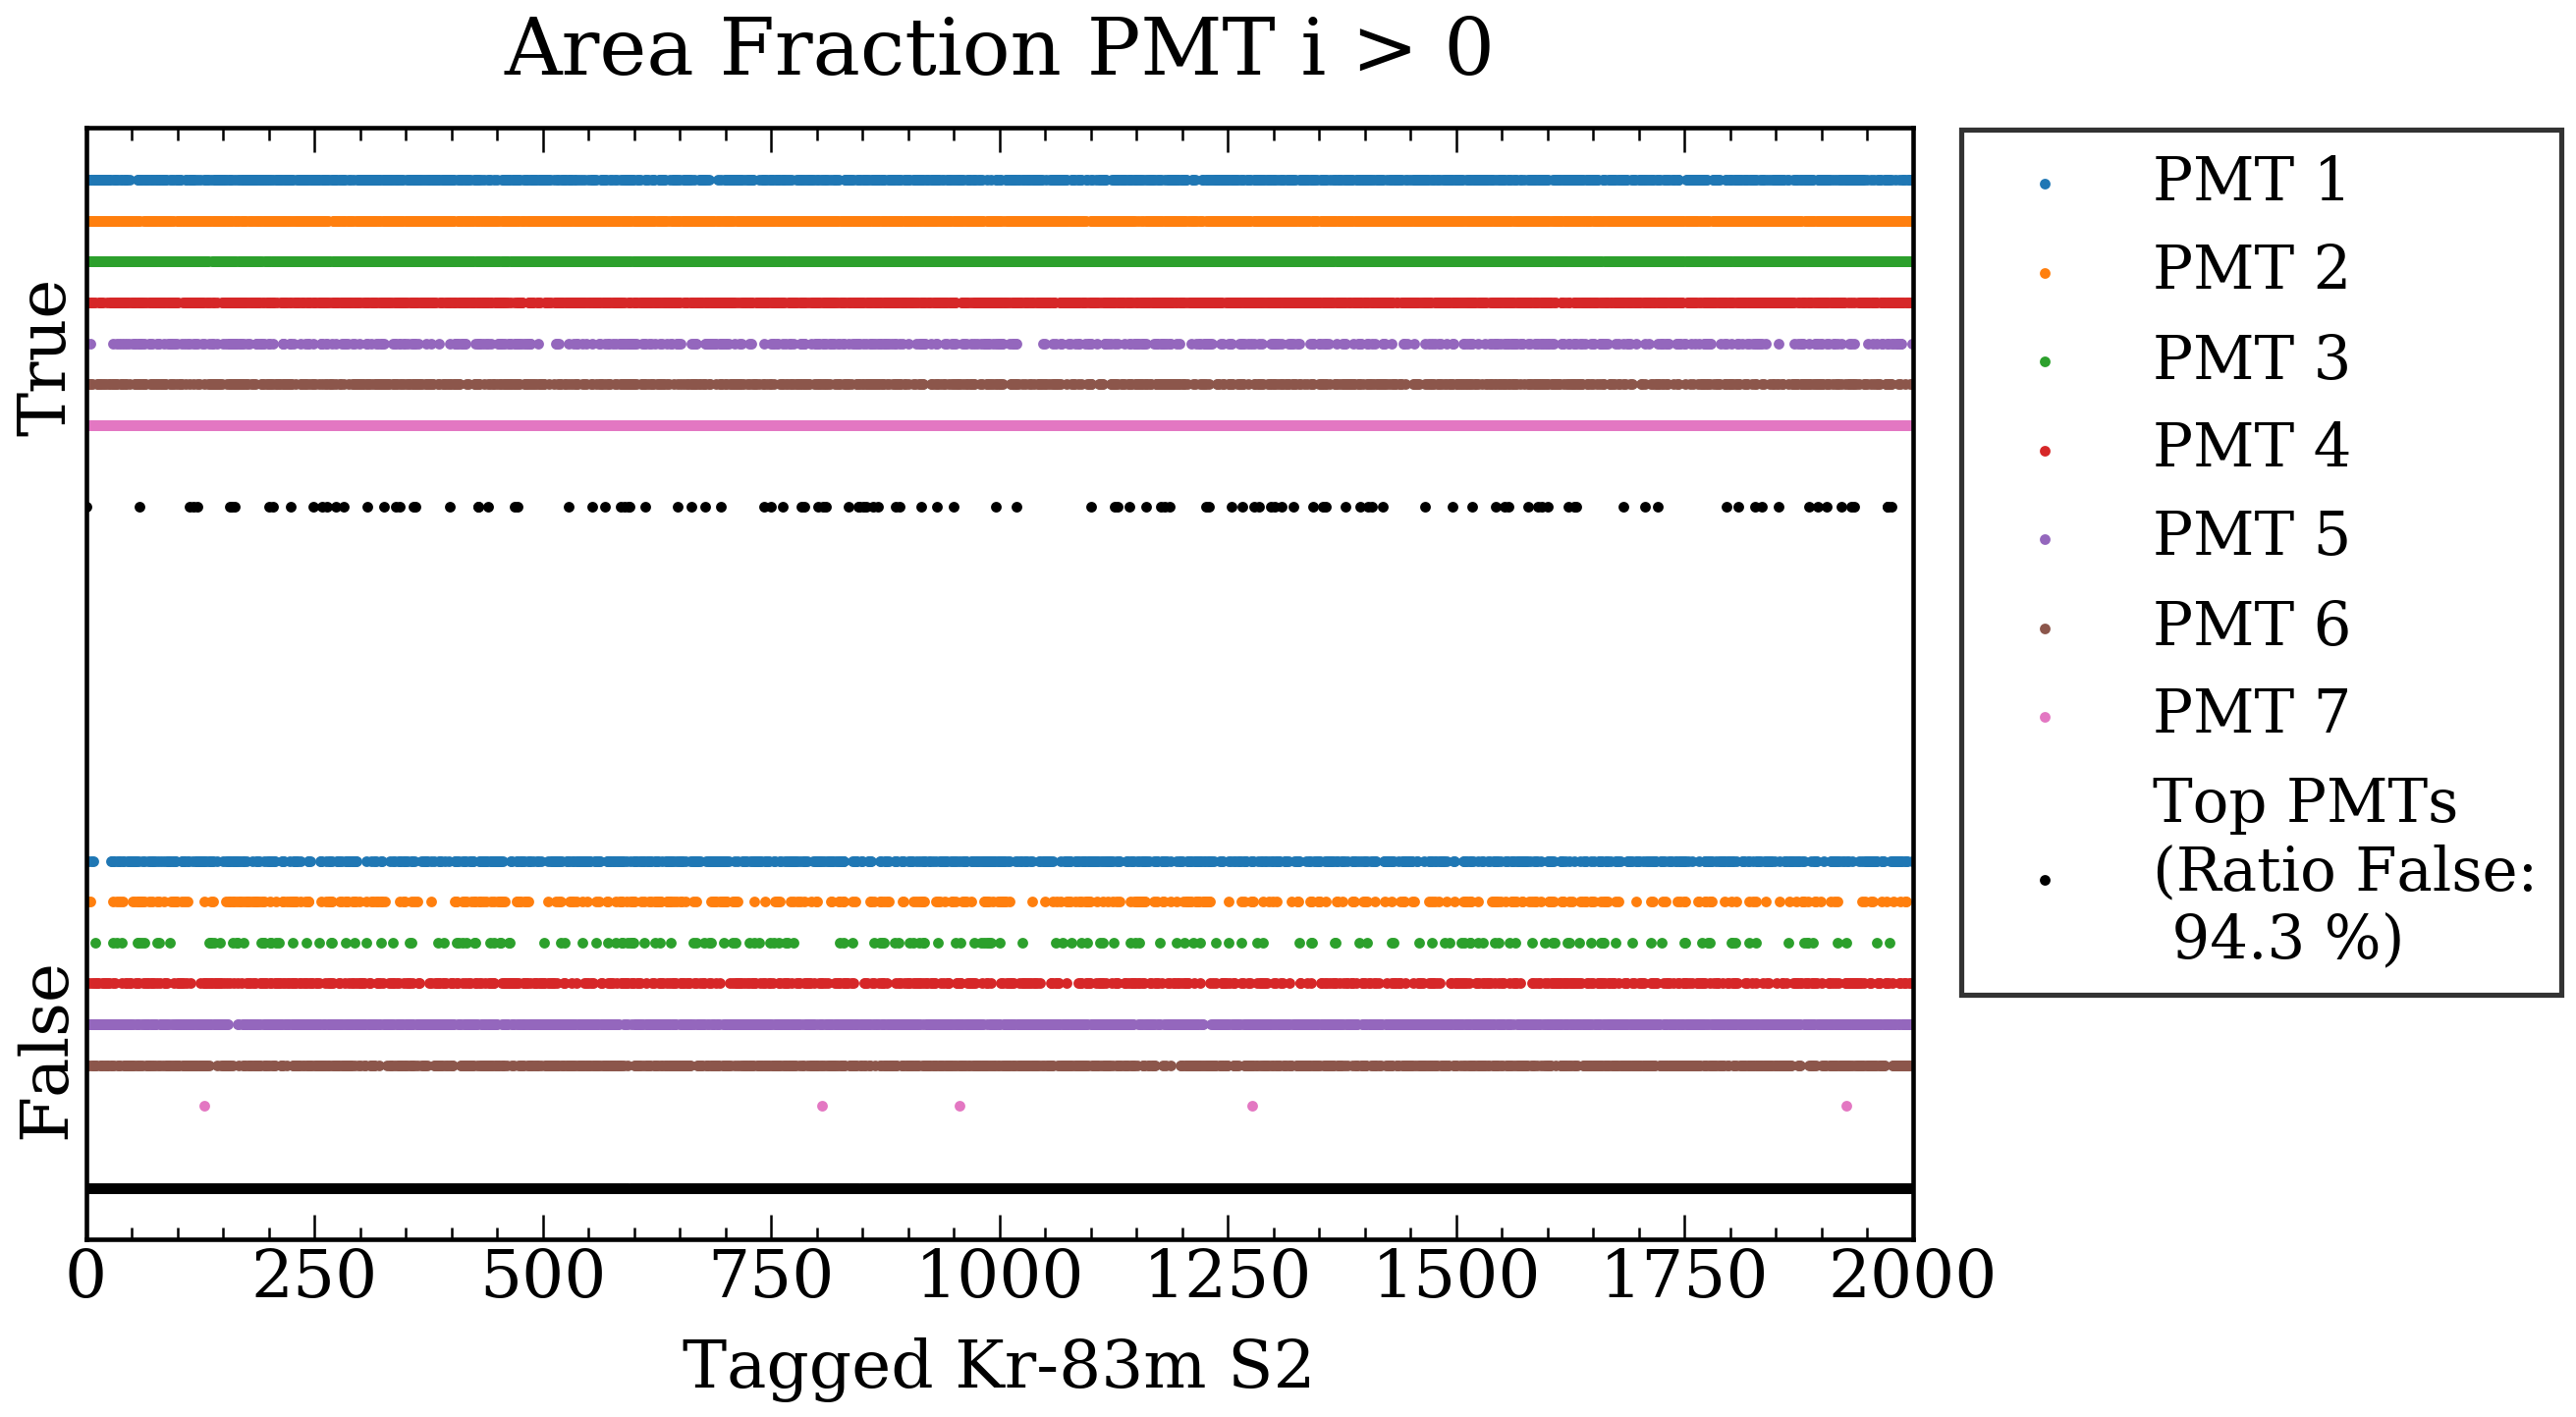 Area Fraction PMT i > 0
True
False
0 250 500 750 1000 1250 1500 1750 2000
Tagged Kr-83m S2
PMT 1
PMT 2
PMT 3
PMT 4
PMT 5
PMT 6
PMT 7
Top PMTs
(Ratio False:
94.3 %)